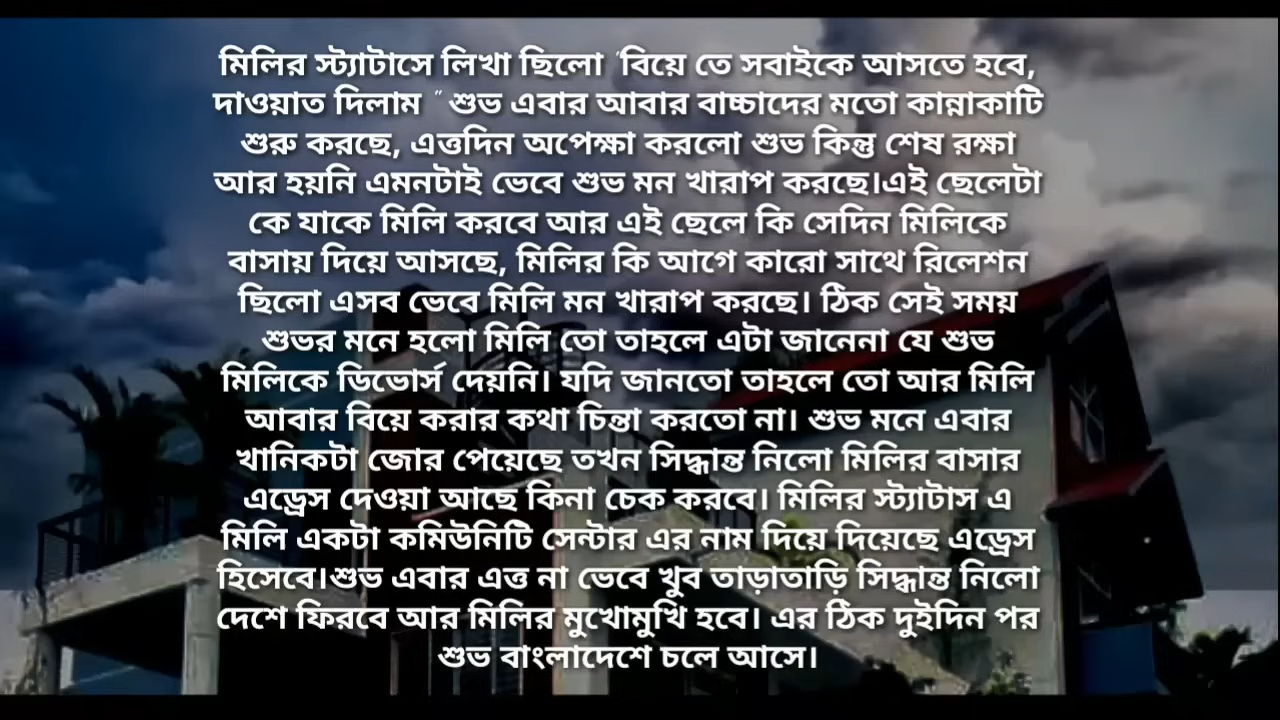 মিলির স্ট্যাটাসে লিখা ছিলো "বিয়ে তে সবাইকে আসতে হবে,
দাওয়াত দিলাম " শুভ এবার আবার বাচ্চাদের মতো কান্নাকাটি
শুরু করছে, এত্তদিন অপেক্ষা করলো শুভ কিন্তু শেষ রক্ষা
আর হয়নি এমনটাই ভেবে শুভ মন খারাপ করছে।এই ছেলেটা
কে যাকে মিলি করবে আর এই ছেলে কি সেদিন মিলিকে
বাসায় দিয়ে আসছে, মিলির কি আগে কারো সাথে রিলেশন
ছিলো এসব ভেবে মিলি মন খারাপ করছে। ঠিক সেই সময়
শুভর মনে হলো মিলি তো তাহলে এটা জানেনা যে শুভ
মিলিকে ডিভোর্স দেয়নি। যদি জানতো তাহলে তো আর মিলি
আবার বিয়ে করার কথা চিন্তা করতো না। শুভ মনে এবার
খানিকটা জোর পেয়েছে তখন সিদ্ধান্ত নিলো মিলির বাসার
এড্রেস দেওয়া আছে কিনা চেক করবে। মিলির স্ট্যাটাস এ
মিলি একটা কমিউনিটি সেন্টার এর নাম দিয়ে দিয়েছে এড্রেস
হিসেবে।শুভ এবার এত্ত না ভেবে খুব তাড়াতাড়ি সিদ্ধান্ত নিলো
দেশে ফিরবে আর মিলির মুখোমুখি হবে। এর ঠিক দুইদিন পর
শুভ বাংলাদেশে চলে আসে।